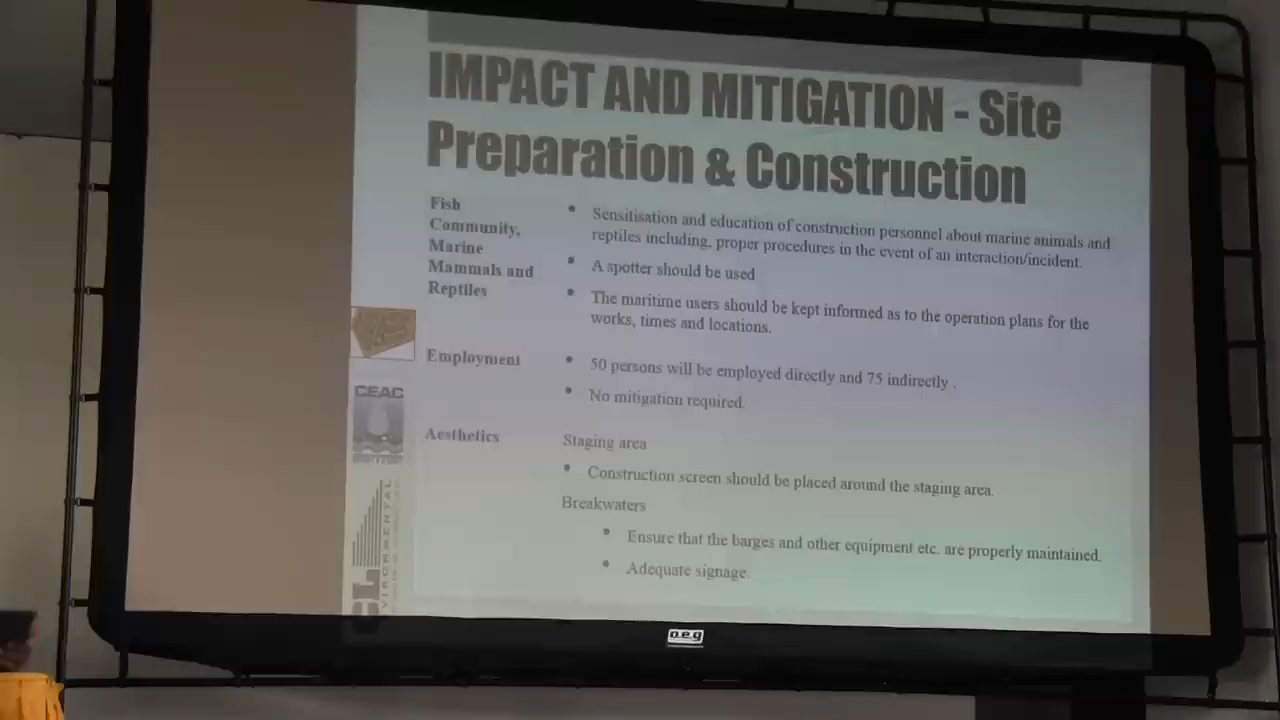 IMPACT AND MITIGATION - Site
Preparation & Construction
Fish
Community,
Marine
Mammals and
Reptiles
• Sensitisation and education of construction personnel about marine animals and
reptiles including, proper procedures in the event of an interaction/incident.
• A spotter should be used
• The maritime users should be kept informed as to the operation plans for the
works, times and locations.
Employment
• 50 persons will be employed directly and 75 indirectly .
• No mitigation required.
Aesthetics
Staging area
• Construction screen should be placed around the staging area.
Breakwaters
• Ensure that the barges and other equipment etc. are properly maintained.
• Adequate signage.
CEAC
CL
VIRONMENTAL